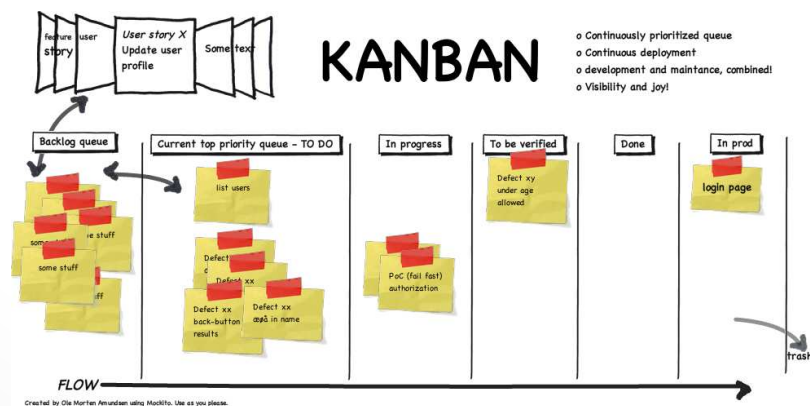 feature user
story
User story X
Update user
profile
Some text
KANBAN
o Continuously prioritized queue
o Continuous deployment
o development and maintance, combined!
o Visibility and joy!
Backlog queue
Current top priority queue - TO DO
In progress
To be verified
Done
In prod
list users
Defect xy
under age
allowed
login page
some stuff
stuff
some stuff
Defect xx
PoC (fail fast)
authorization
Defect xx
back-button
results
Defect xx
æøå in name
trash
FLOW
Created by Ole Morten Amundsen using Mockito. Use as you please.